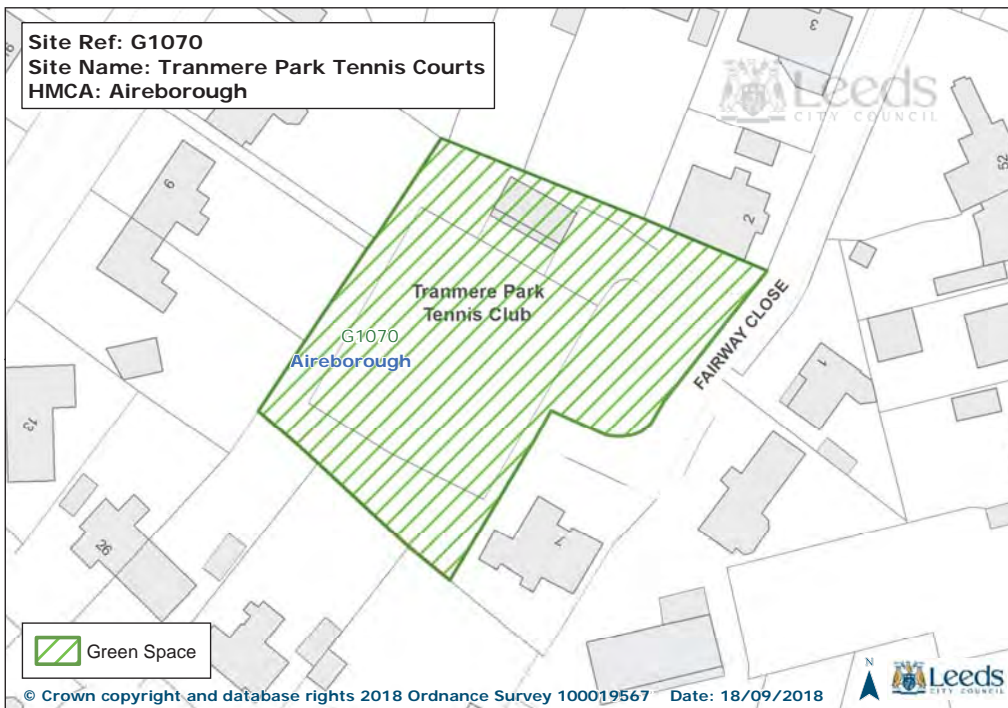 Site Ref: G1070
Site Name: Tranmere Park Tennis Courts
HMCA: Aireborough
3
Leeds
CITY COUNCIL
52
9
2
Tranmere Park
Tennis Club
G1070
Aireborough
FAIRWAY CLOSE
1
13
26
7
Green Space
© Crown copyright and database rights 2018 Ordnance Survey 100019567 Date: 18/09/2018
N
Leeds
CITY COUNCIL